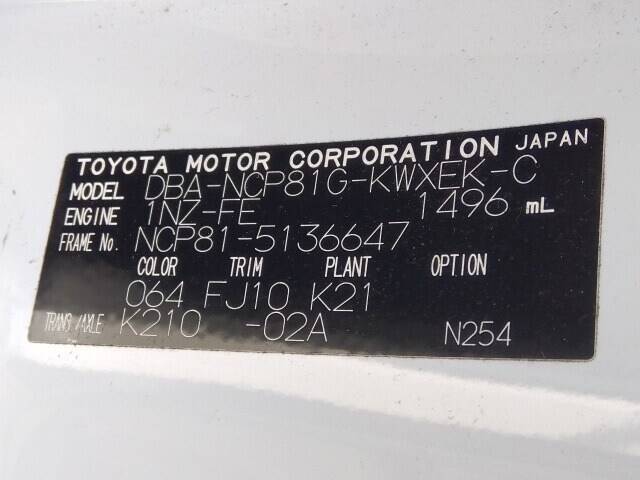 TOYOTA MOTOR CORPORATION JAPAN
MODEL DBA-NCP81G-KWXEK-C
ENGINE 1NZ-FE 1496 mL
FRAME No. NCP81-5136647
COLOR TRIM PLANT OPTION
064 FJ10 K21
TRANS/AXLE K210 -02A N254